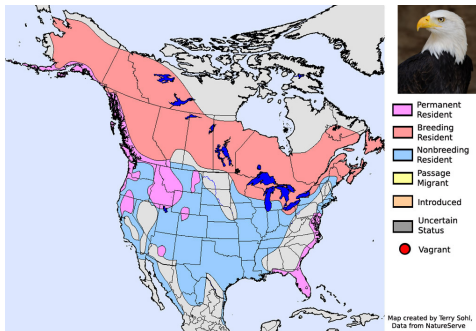 Permanent
Resident
Breeding
Resident
Nonbreeding
Resident
Passage
Migrant
Introduced
Uncertain
Status
Vagrant
Map created by Terry Sohl,
Data from NatureServe